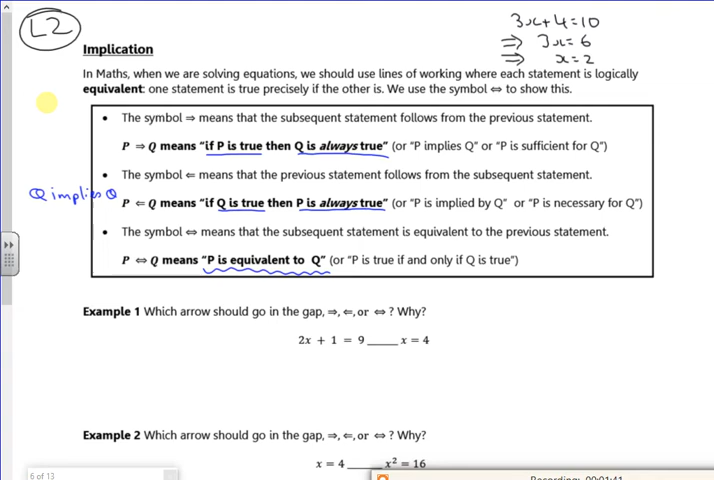 L2
3x+4=10
⇒ 3x=6
⇒ x=2
Implication
In Maths, when we are solving equations, we should use lines of working where each statement is logically
equivalent: one statement is true precisely if the other is. We use the symbol ⇔ to show this.
• The symbol ⇒ means that the subsequent statement follows from the previous statement.
P ⇒ Q means “if P is true then Q is always true” (or “P implies Q” or “P is sufficient for Q”)
• The symbol ⇐ means that the previous statement follows from the subsequent statement.
Q implies Q
P ⇐ Q means “if Q is true then P is always true” (or “P is implied by Q” or “P is necessary for Q”)
• The symbol ⇔ means that the subsequent statement is equivalent to the previous statement.
P ⇔ Q means “P is equivalent to Q” (or “P is true if and only if Q is true”)
Example 1 Which arrow should go in the gap, ⇒, ⇐, or ⇔ ? Why?
2x + 1 = 9 _____ x = 4
Example 2 Which arrow should go in the gap, ⇒, ⇐, or ⇔ ? Why?
x = 4 _____ x² = 16
6 of 13
Recording: 00:01:41